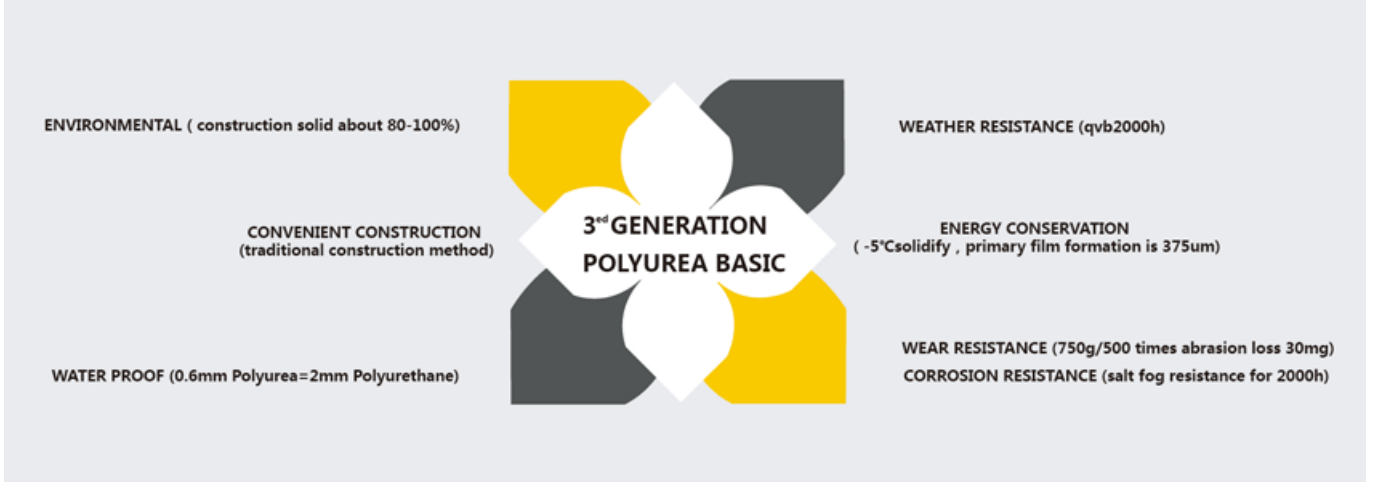 ENVIRONMENTAL ( construction solid about 80-100%)
CONVENIENT CONSTRUCTION
(traditional construction method)
WATER PROOF (0.6mm Polyurea=2mm Polyurethane)
3ed GENERATION
POLYUREA BASIC
WEATHER RESISTANCE (qvb2000h)
ENERGY CONSERVATION
( -5℃solidify , primary film formation is 375um)
WEAR RESISTANCE (750g/500 times abrasion loss 30mg)
CORROSION RESISTANCE (salt fog resistance for 2000h)